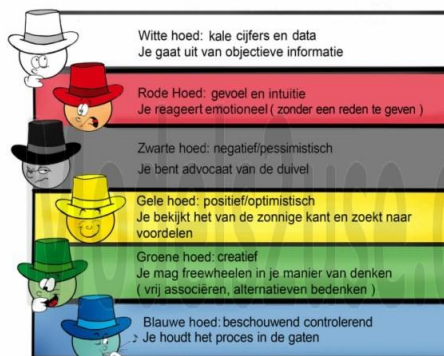 Witte hoed: kale cijfers en data
Je gaat uit van objectieve informatie
Rode Hoed: gevoel en intuitie
Je reageert emotioneel ( zonder een reden te geven )
Zwarte hoed: negatief/pessimistisch
Je bent advocaat van de duivel
Gele hoed: positief/optimistisch
Je bekijkt het van de zonnige kant en zoekt naar
voordelen
Groene hoed: creatief
Je mag freewheelen in je manier van denken
( vrij associëren, alternatieven bedenken )
Blauwe hoed: beschouwend controlerend
Je houdt het proces in de gaten